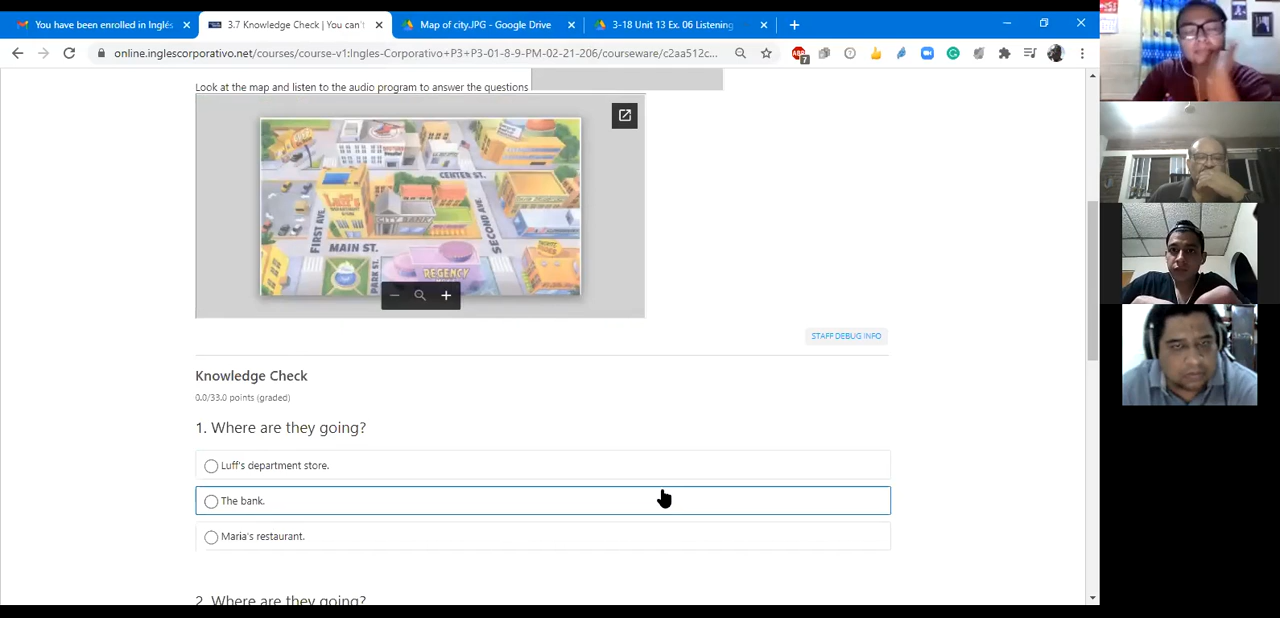 You have been enrolled in Inglés
3.7 Knowledge Check | You can't
Map of city.JPG - Google Drive
3-18 Unit 13 Ex. 06 Listening
online.inglescorporativo.net/courses/course-v1:Ingles-Corporativo+P3+P3-01-8-9-PM-02-21-206/courseware/c2aa512c...
7
Look at the map and listen to the audio program to answer the questions
CENTER ST.
FIRST AVE.
CITY BANK
SECOND AVE.
MAIN ST.
PARK ST.
REGENCY
STAFF DEBUG INFO
Knowledge Check
0.0/33.0 points (graded)
1. Where are they going?
Luff's department store.
The bank.
Maria's restaurant.
2. Where are they going?